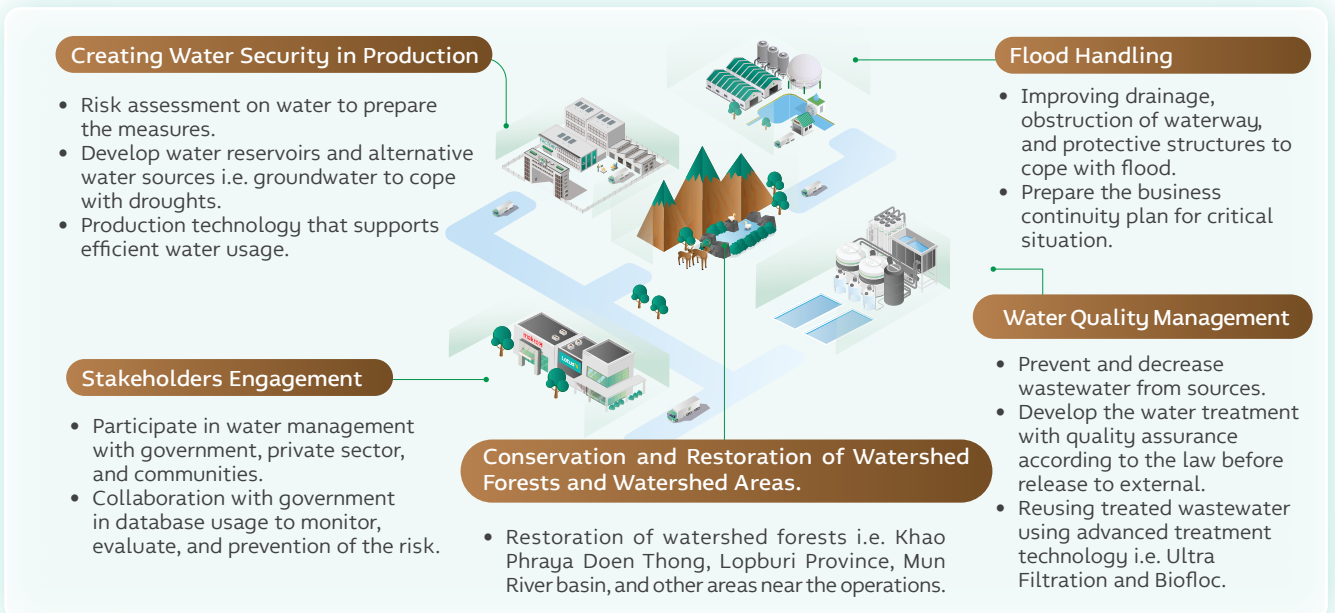 Creating Water Security in Production
• Risk assessment on water to prepare
the measures.
• Develop water reservoirs and alternative
water sources i.e. groundwater to cope
with droughts.
• Production technology that supports
efficient water usage.
Flood Handling
• Improving drainage,
obstruction of waterway,
and protective structures to
cope with flood.
• Prepare the business
continuity plan for critical
situation.
Water Quality Management
• Prevent and decrease
wastewater from sources.
• Develop the water treatment
with quality assurance
according to the law before
release to external.
• Reusing treated wastewater
using advanced treatment
technology i.e. Ultra
Filtration and Biofloc.
Stakeholders Engagement
• Participate in water management
with government, private sector,
and communities.
• Collaboration with government
in database usage to monitor,
evaluate, and prevention of the risk.
makro
Lotus's
Conservation and Restoration of Watershed
Forests and Watershed Areas.
• Restoration of watershed forests i.e. Khao
Phraya Doen Thong, Lopburi Province, Mun
River basin, and other areas near the operations.